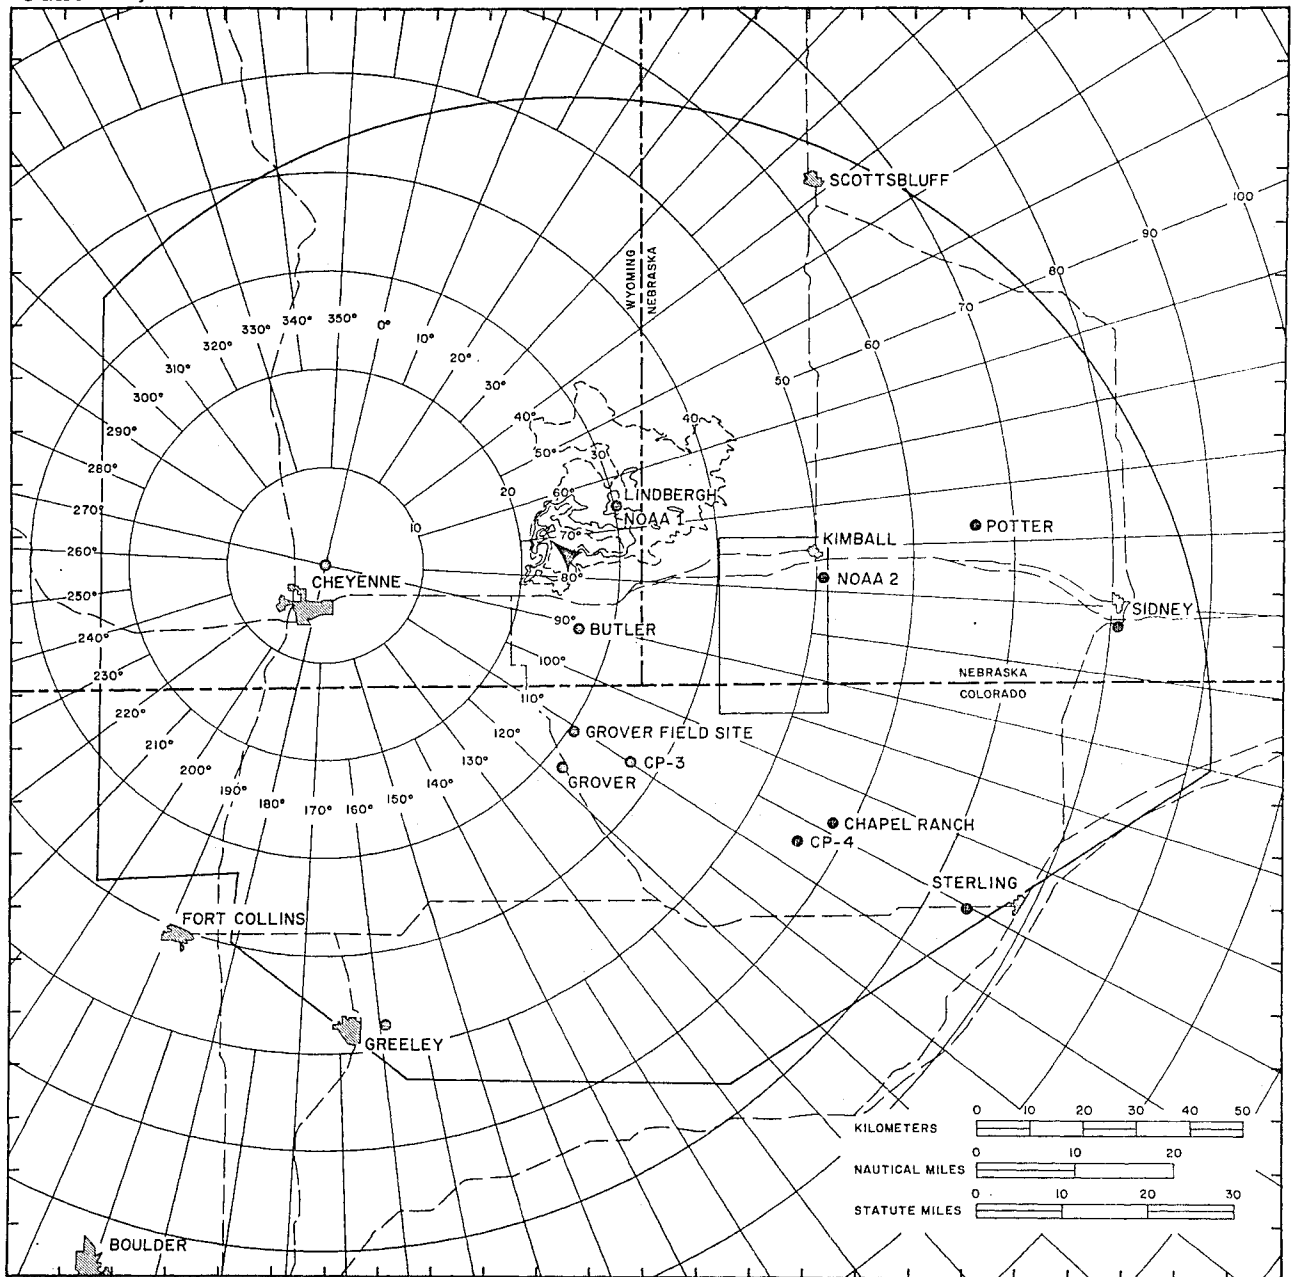 SCOTTSBLUFF
100
90
WYOMING
NEBRASKA
80
70
330° 340° 350° 0°
320° 10°
310° 20°
300° 30°
290° 40°
280° 50°
270° 60°
260° 70°
250° 80°
240° 90°
230° 100°
220° 110°
210° 120°
200° 130°
190° 180° 170° 160° 150° 140°
60
50
40
30
20
10
LINDBERGH
NOAA 1
POTTER
KIMBALL
CHEYENNE
NOAA 2
SIDNEY
BUTLER
NEBRASKA
COLORADO
GROVER FIELD SITE
CP-3
GROVER
CHAPEL RANCH
CP-4
STERLING
FORT COLLINS
GREELEY
0 10 20 30 40 50
KILOMETERS
0 10 20
NAUTICAL MILES
0 10 20 30
STATUTE MILES
BOULDER